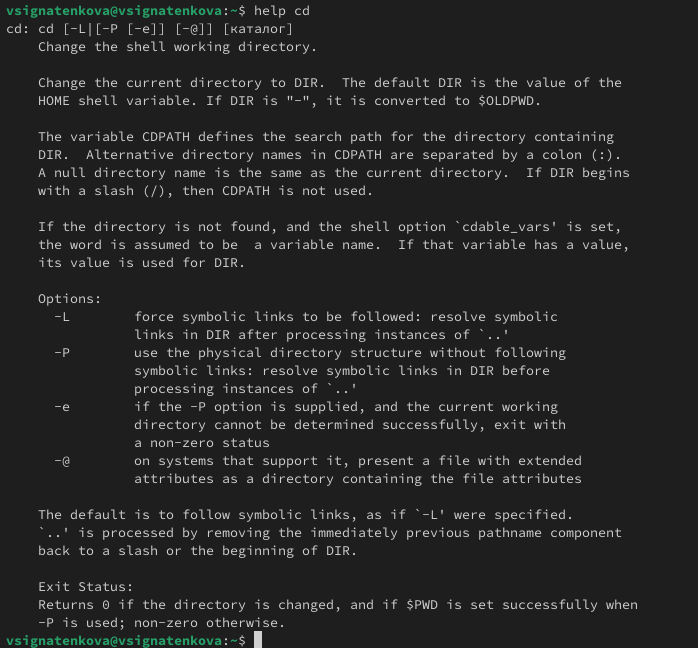 vsignatenkova@vsignatenkova:~$ help cd
cd: cd [-L|[-P [-e]] [-@]] [каталог]
    Change the shell working directory.

    Change the current directory to DIR.  The default DIR is the value of the
    HOME shell variable. If DIR is "-", it is converted to $OLDPWD.

    The variable CDPATH defines the search path for the directory containing
    DIR.  Alternative directory names in CDPATH are separated by a colon (:).
    A null directory name is the same as the current directory.  If DIR begins
    with a slash (/), then CDPATH is not used.

    If the directory is not found, and the shell option `cdable_vars' is set,
    the word is assumed to be  a variable name.  If that variable has a value,
    its value is used for DIR.

    Options:
      -L        force symbolic links to be followed: resolve symbolic
                links in DIR after processing instances of `..'
      -P        use the physical directory structure without following
                symbolic links: resolve symbolic links in DIR before
                processing instances of `..'
      -e        if the -P option is supplied, and the current working
                directory cannot be determined successfully, exit with
                a non-zero status
      -@        on systems that support it, present a file with extended
                attributes as a directory containing the file attributes

    The default is to follow symbolic links, as if `-L' were specified.
    `..' is processed by removing the immediately previous pathname component
    back to a slash or the beginning of DIR.

    Exit Status:
    Returns 0 if the directory is changed, and if $PWD is set successfully when
    -P is used; non-zero otherwise.
vsignatenkova@vsignatenkova:~$